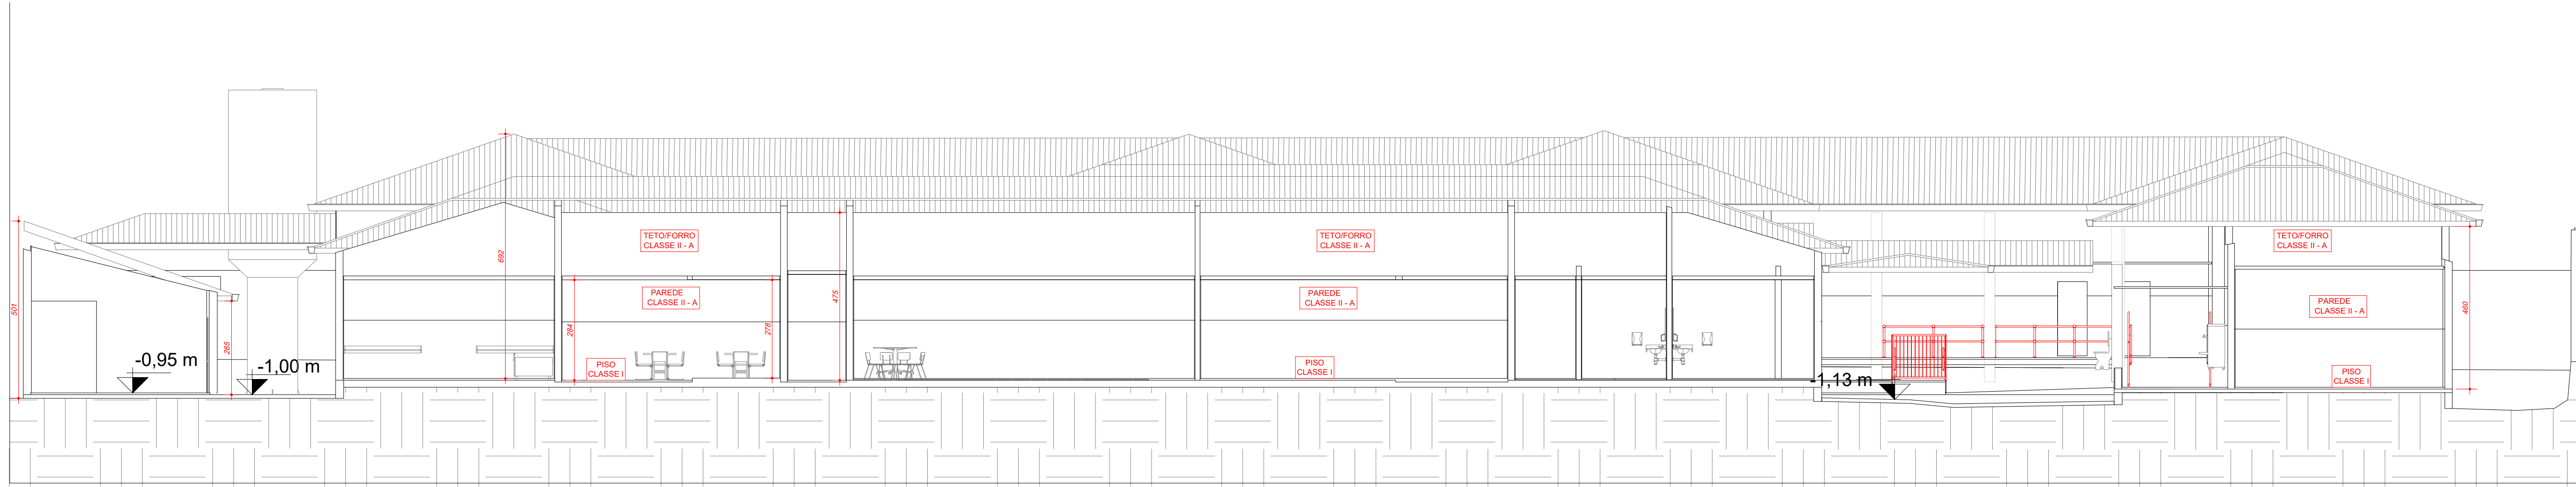 501
-0,95 m
265
-1,00 m
692
TETO/FORRO
CLASSE II - A
PAREDE
CLASSE II - A
284
PISO
CLASSE I
278
475
TETO/FORRO
CLASSE II - A
PAREDE
CLASSE II - A
PISO
CLASSE I
-1,13 m
TETO/FORRO
CLASSE II - A
PAREDE
CLASSE II - A
PISO
CLASSE I
460